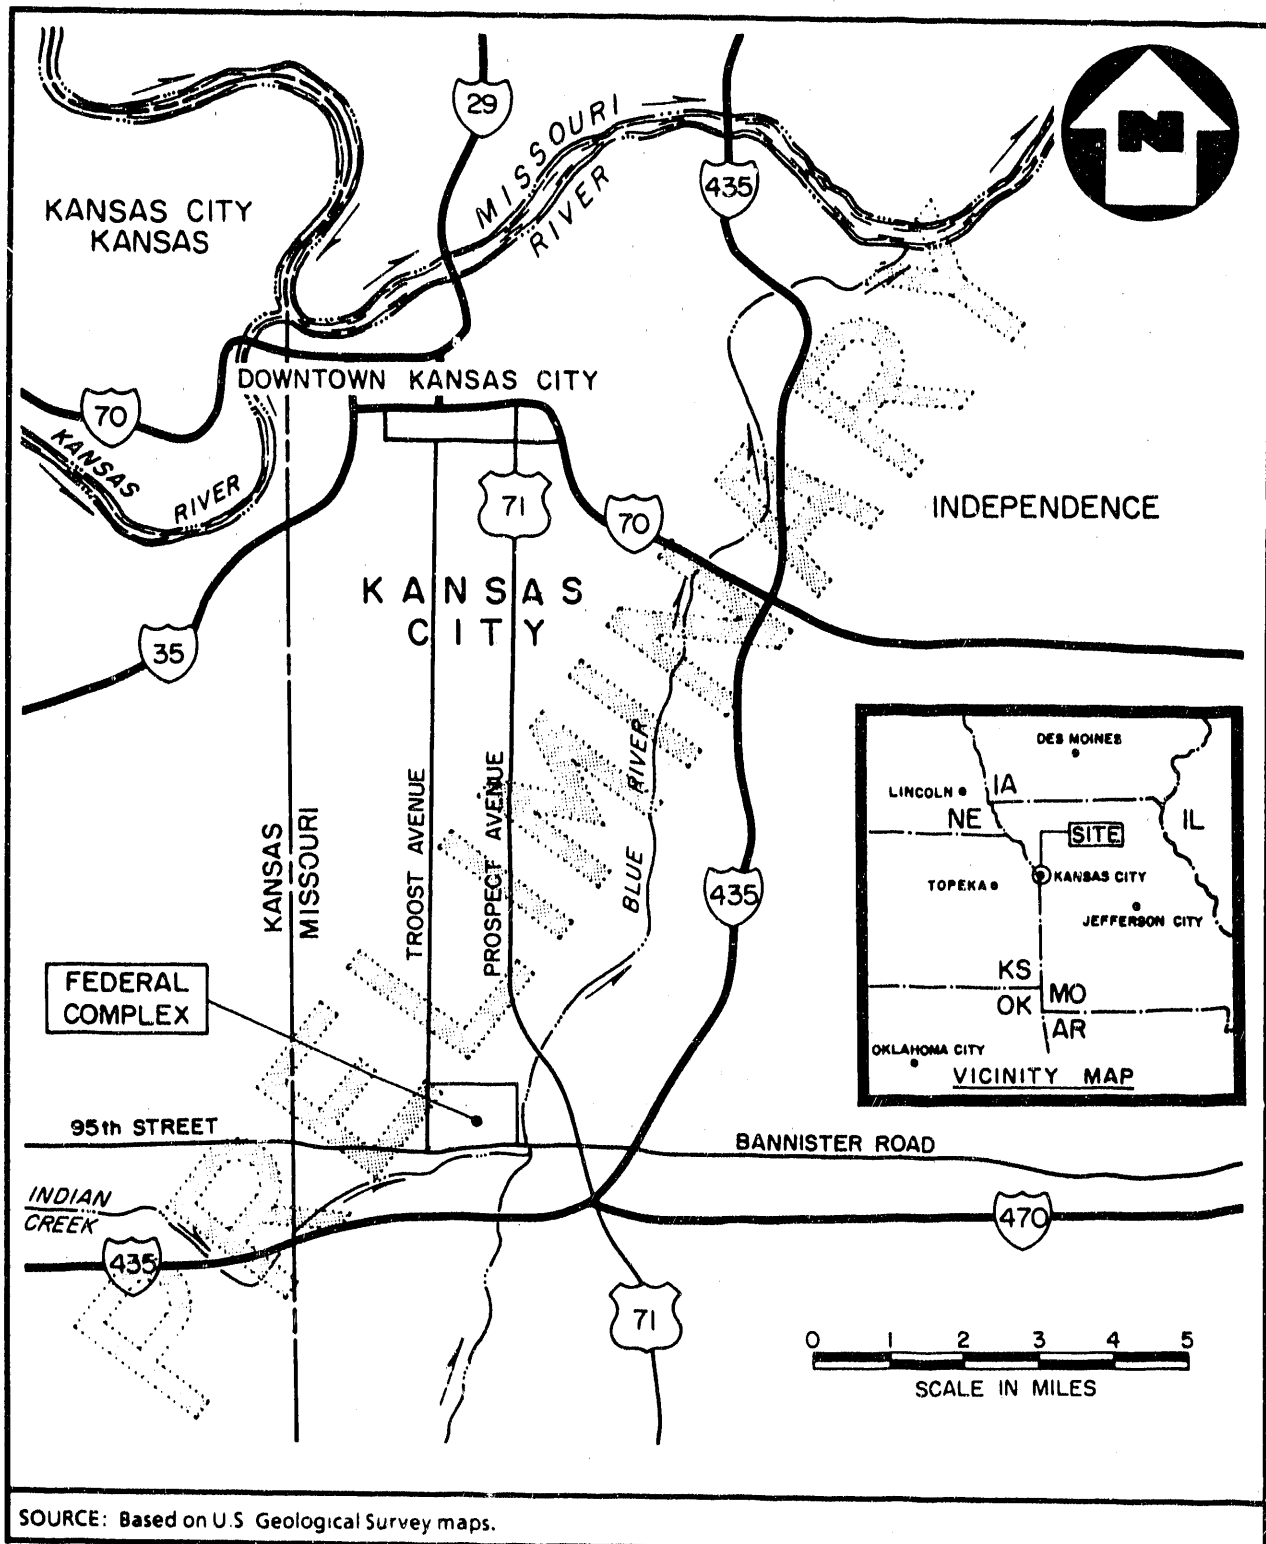 29
MISSOURI
RIVER
435
N
KANSAS CITY
KANSAS
DOWNTOWN KANSAS CITY
70
KANSAS
RIVER
71
70
INDEPENDENCE
KANSAS
CITY
35
BLUE RIVER
TROOST AVENUE
PROSPECT AVENUE
KANSAS
MISSOURI
435
DES MOINES
LINCOLN
IA
NE
IL
SITE
TOPEKA
KANSAS CITY
JEFFERSON CITY
KS
OK
MO
AR
OKLAHOMA CITY
VICINITY MAP
FEDERAL
COMPLEX
95th STREET
BANNISTER ROAD
INDIAN
CREEK
435
470
71
0 1 2 3 4 5
SCALE IN MILES
PRELIMINARY
SOURCE: Based on U.S Geological Survey maps.